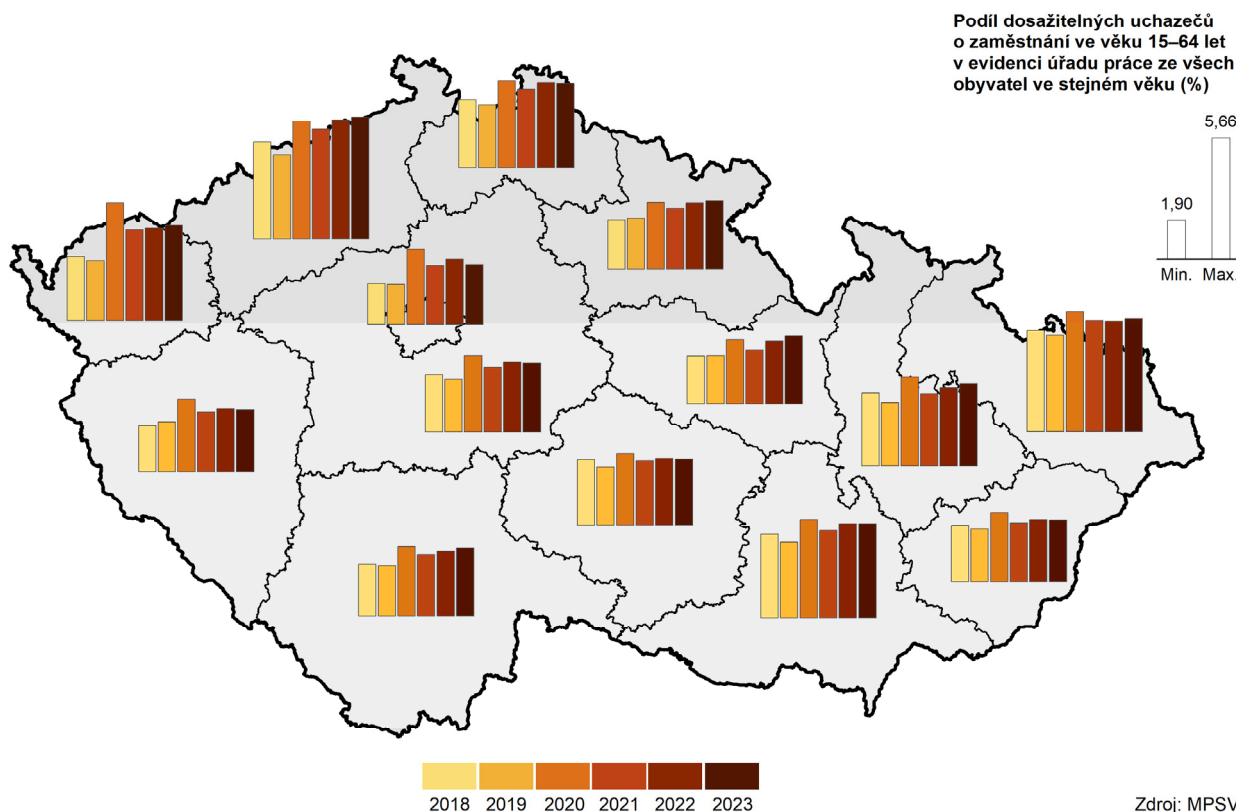 Podíl dosažitelných uchazečů
o zaměstnání ve věku 15–64 let
v evidenci úřadu práce ze všech
obyvatel ve stejném věku (%)
5,66
1,90
Min. Max.
2018 2019 2020 2021 2022 2023
Zdroj: MPSV